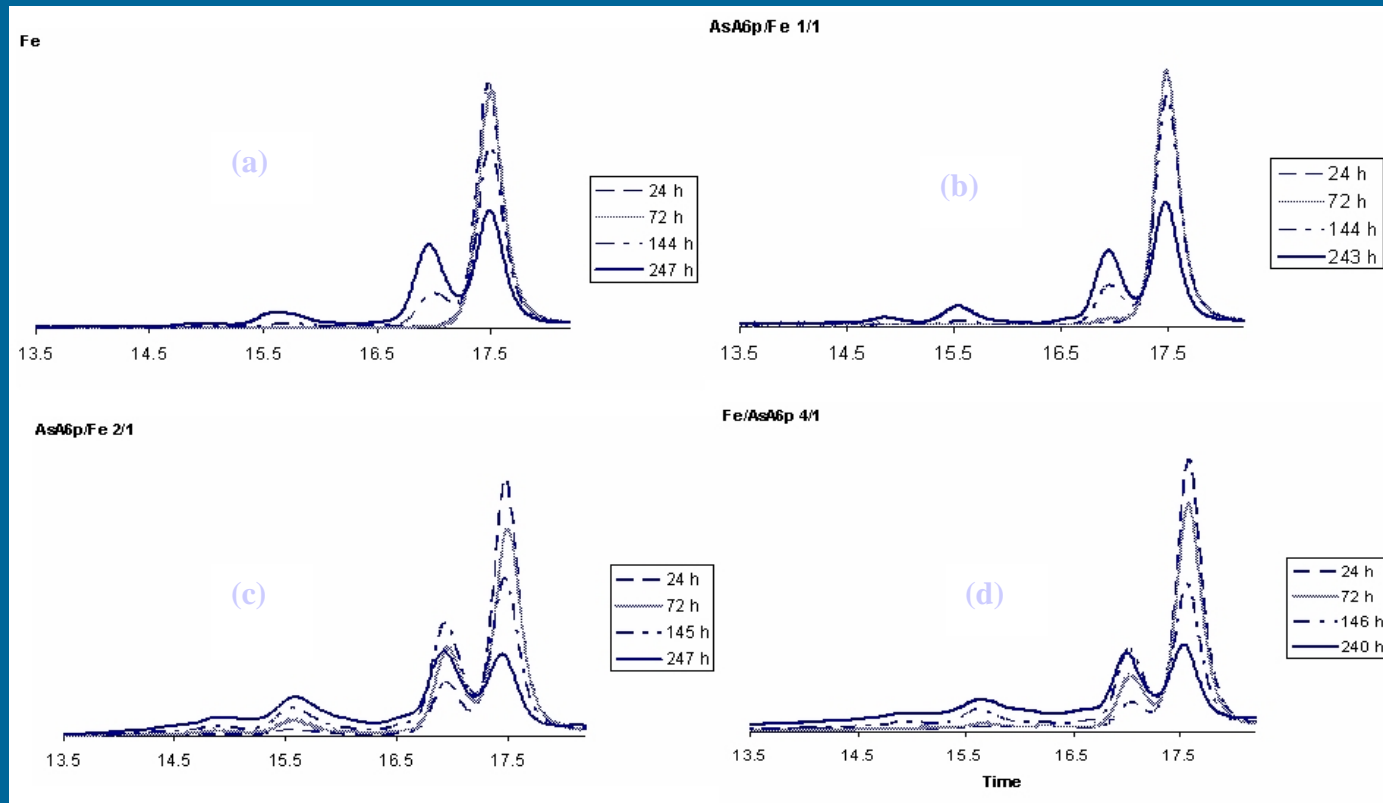 Fe
(a)
24 h
72 h
144 h
247 h
13.5 14.5 15.5 16.5 17.5
AsA6p/Fe 1/1
(b)
24 h
72 h
144 h
243 h
13.5 14.5 15.5 16.5 17.5
AsA6p/Fe 2/1
(c)
24 h
72 h
145 h
247 h
13.5 14.5 15.5 16.5 17.5
Fe/AsA6p 4/1
(d)
24 h
72 h
146 h
240 h
13.5 14.5 15.5 16.5 17.5
Time